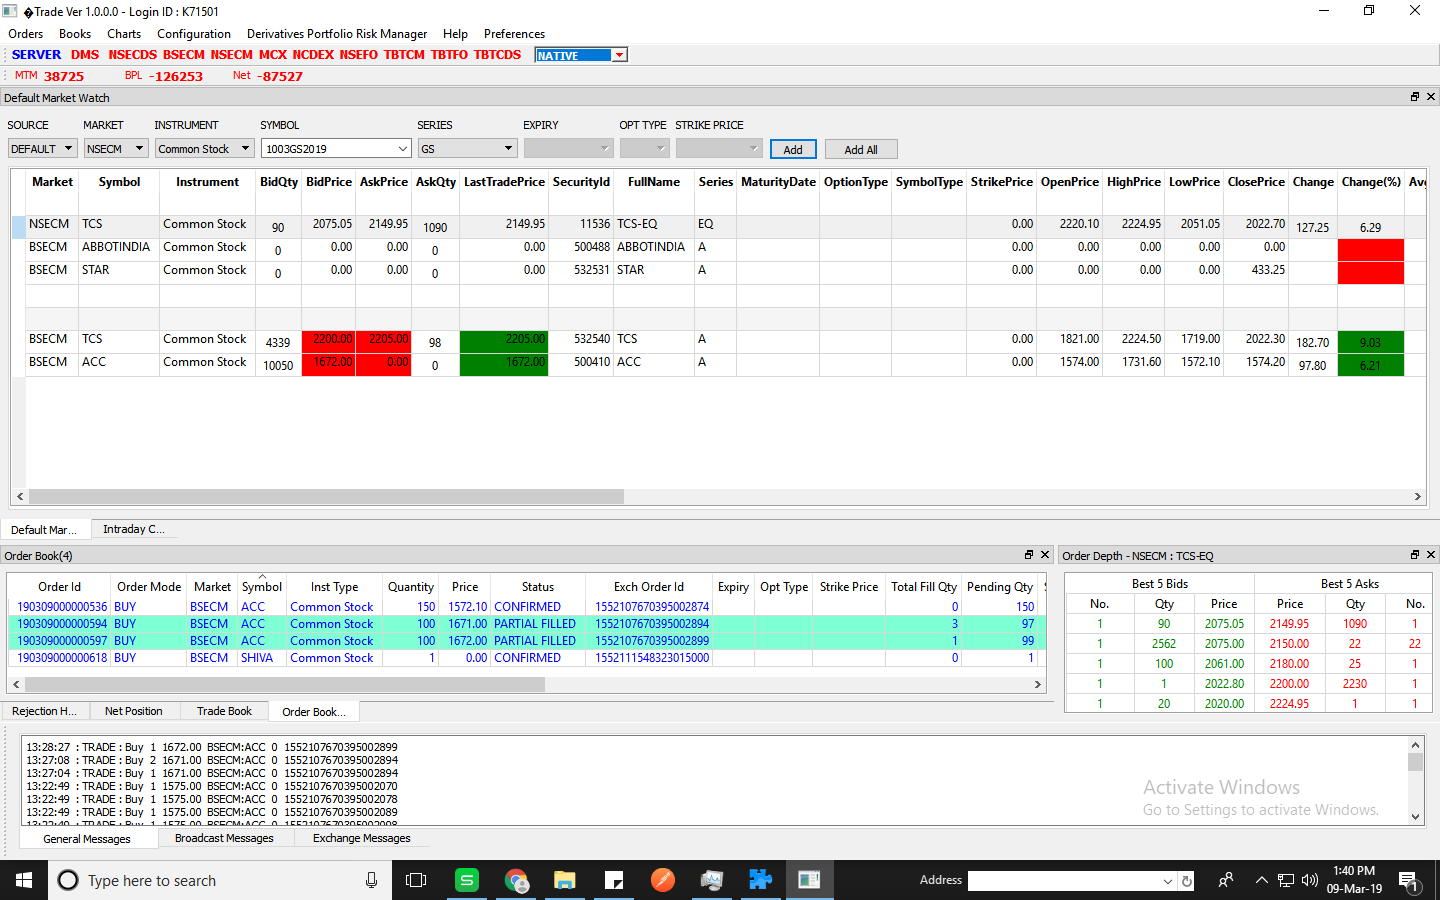 �Trade Ver 1.0.0.0 - Login ID : K71501
Orders Books Charts Configuration Derivatives Portfolio Risk Manager Help Preferences
SERVER DMS NSECDS BSECM NSECM MCX NCDEX NSEFO TBTCM TBTFO TBTCDS NATIVE
MTM 38725 BPL -126253 Net -87527
Default Market Watch
SOURCE MARKET INSTRUMENT SYMBOL SERIES EXPIRY OPT TYPE STRIKE PRICE
DEFAULT NSECM Common Stock 1003GS2019 GS Add Add All
Market Symbol Instrument BidQty BidPrice AskPrice AskQty LastTradePrice SecurityId FullName Series MaturityDate OptionType SymbolType StrikePrice OpenPrice HighPrice LowPrice ClosePrice Change Change(%) Avg
NSECM TCS Common Stock 90 2075.05 2149.95 1090 2149.95 11536 TCS-EQ EQ 0.00 2220.10 2224.95 2051.05 2022.70 127.25 6.29
BSECM ABBOTINDIA Common Stock 0 0.00 0.00 0 0.00 500488 ABBOTINDIA A 0.00 0.00 0.00 0.00 0.00
BSECM STAR Common Stock 0 0.00 0.00 0 0.00 532531 STAR A 0.00 0.00 0.00 0.00 433.25
BSECM TCS Common Stock 4339 2200.00 2205.00 98 2205.00 532540 TCS A 0.00 1821.00 2224.50 1719.00 2022.30 182.70 9.03
BSECM ACC Common Stock 10050 1672.00 0.00 0 1672.00 500410 ACC A 0.00 1574.00 1731.60 1572.10 1574.20 97.80 6.21
Default Mar... Intraday C...
Order Book(4)
Order Id Order Mode Market Symbol Inst Type Quantity Price Status Exch Order Id Expiry Opt Type Strike Price Total Fill Qty Pending Qty
190309000000536 BUY BSECM ACC Common Stock 150 1572.10 CONFIRMED 1552107670395002874 0 150
190309000000594 BUY BSECM ACC Common Stock 100 1671.00 PARTIAL FILLED 1552107670395002894 3 97
190309000000597 BUY BSECM ACC Common Stock 100 1672.00 PARTIAL FILLED 1552107670395002899 1 99
190309000000618 BUY BSECM SHIVA Common Stock 1 0.00 CONFIRMED 1552111548323015000 0 1
Rejection H... Net Position Trade Book Order Book...
Order Depth - NSECM : TCS-EQ
Best 5 Bids Best 5 Asks
No. Qty Price Price Qty No.
1 90 2075.05 2149.95 1090 1
1 2562 2075.00 2150.00 22 22
1 100 2061.00 2180.00 25 1
1 1 2022.80 2200.00 2230 1
1 20 2020.00 2224.95 1 1
13:28:27 : TRADE : Buy 1 1672.00 BSECM:ACC 0 1552107670395002899
13:27:08 : TRADE : Buy 2 1671.00 BSECM:ACC 0 1552107670395002894
13:27:04 : TRADE : Buy 1 1671.00 BSECM:ACC 0 1552107670395002894
13:22:49 : TRADE : Buy 1 1575.00 BSECM:ACC 0 1552107670395002070
13:22:49 : TRADE : Buy 1 1575.00 BSECM:ACC 0 1552107670395002078
13:22:49 : TRADE : Buy 1 1575.00 BSECM:ACC 0 1552107670395002089
13:22:49 : TRADE : Buy 1 1575.00 BSECM:ACC 0 1552107670395002098
Activate Windows
Go to Settings to activate Windows.
General Messages Broadcast Messages Exchange Messages
Type here to search
Address
1:40 PM
09-Mar-19
1